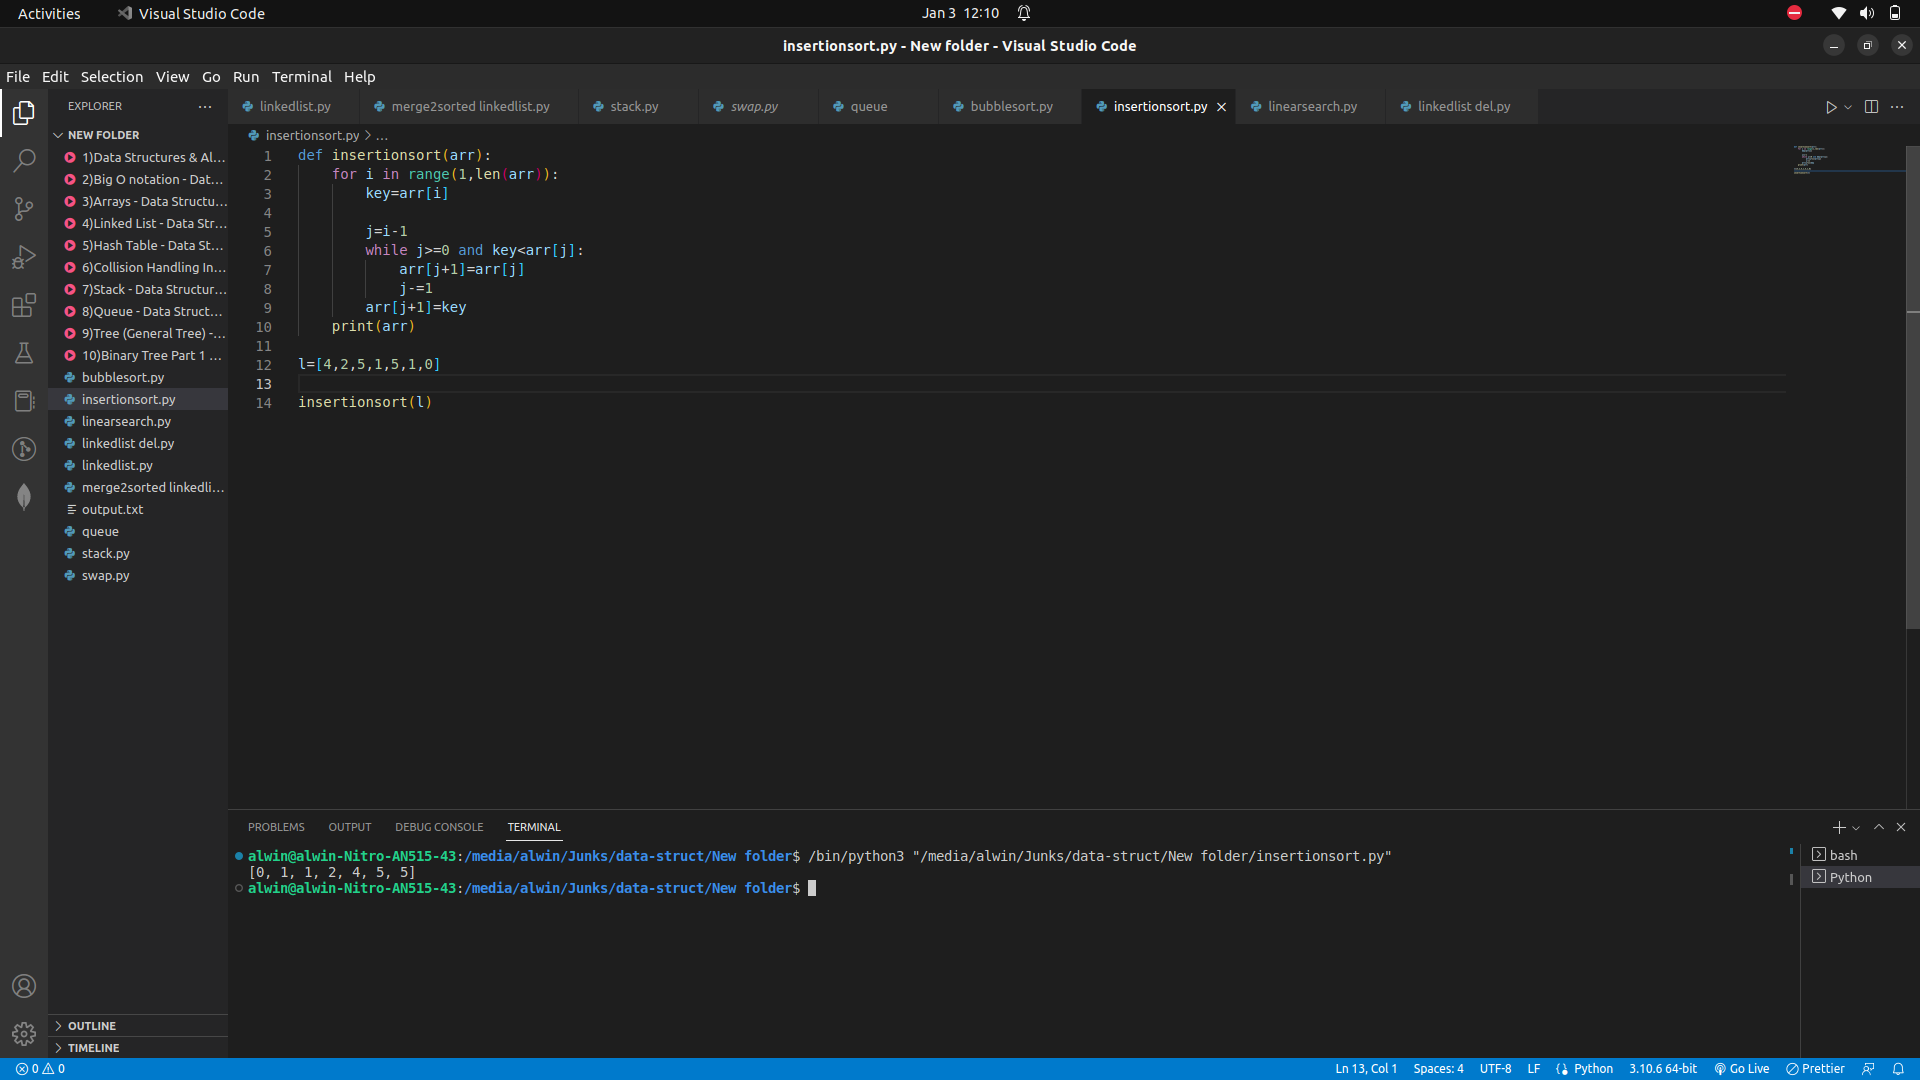 Activities
Visual Studio Code
Jan 3 12:10
insertionsort.py - New folder - Visual Studio Code
File Edit Selection View Go Run Terminal Help
EXPLORER
NEW FOLDER
1)Data Structures & Al...
2)Big O notation - Dat...
3)Arrays - Data Structu...
4)Linked List - Data Str...
5)Hash Table - Data St...
6)Collision Handling In...
7)Stack - Data Structur...
8)Queue - Data Struct...
9)Tree (General Tree) -...
10)Binary Tree Part 1 ...
bubblesort.py
insertionsort.py
linearsearch.py
linkedlist del.py
linkedlist.py
merge2sorted linkedli...
output.txt
queue
stack.py
swap.py
OUTLINE
TIMELINE
linkedlist.py
merge2sorted linkedlist.py
stack.py
swap.py
queue
bubblesort.py
insertionsort.py
linearsearch.py
linkedlist del.py
insertionsort.py > ...
1 def insertionsort(arr):
2 for i in range(1,len(arr)):
3 key=arr[i]
4
5 j=i-1
6 while j>=0 and key<arr[j]:
7 arr[j+1]=arr[j]
8 j-=1
9 arr[j+1]=key
10 print(arr)
11
12 l=[4,2,5,1,5,1,0]
13
14 insertionsort(l)
PROBLEMS OUTPUT DEBUG CONSOLE TERMINAL
alwin@alwin-Nitro-AN515-43:/media/alwin/Junks/data-struct/New folder$ /bin/python3 "/media/alwin/Junks/data-struct/New folder/insertionsort.py"
[0, 1, 1, 2, 4, 5, 5]
alwin@alwin-Nitro-AN515-43:/media/alwin/Junks/data-struct/New folder$
bash
Python
0 0
Ln 13, Col 1 Spaces: 4 UTF-8 LF Python 3.10.6 64-bit Go Live Prettier